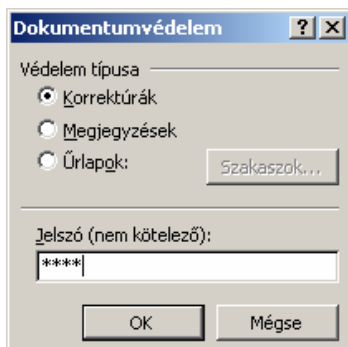 Dokumentumvédelem
Védelem típusa
Korrektúrák
Megjegyzések
Űrlapok:
Szakaszok...
Jelszó (nem kötelező):
****
OK
Mégse